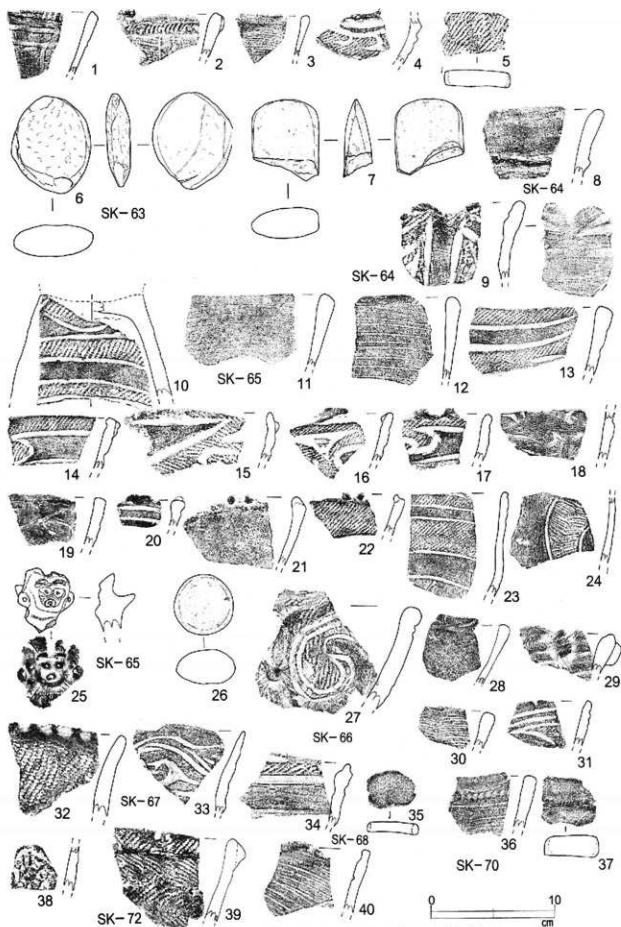 1 2 3 4 5
6 SK-63 7 SK-64 8
SK-64 9
10 SK-65 11 12 13
14 15 16 17 18
19 20 21 22 23 24
25 SK-65 26 27 SK-66 28 29
30 31
32 SK-67 33 34 SK-68 35 SK-70 36 37
38 SK-72 39 40
0 10
cm